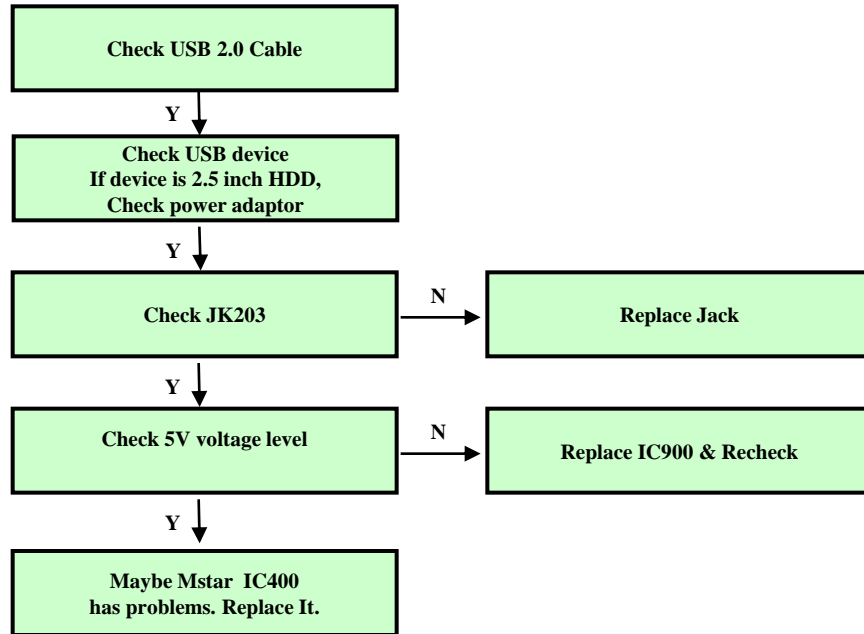 Check USB 2.0 Cable
Y
Check USB device
If device is 2.5 inch HDD,
Check power adaptor
Y
Check JK203
N
Replace Jack
Y
Check 5V voltage level
N
Replace IC900 & Recheck
Y
Maybe Mstar IC400
has problems. Replace It.